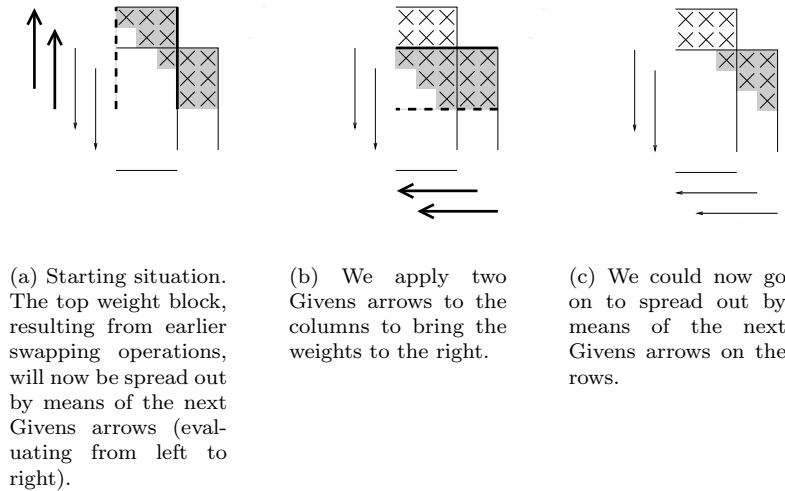 (a) Starting situation.
The top weight block,
resulting from earlier
swapping operations,
will now be spread out
by means of the next
Givens arrows (eval-
uating from left to
right).
(b) We apply two
Givens arrows to the
columns to bring the
weights to the right.
(c) We could now go
on to spread out by
means of the next
Givens arrows on the
rows.